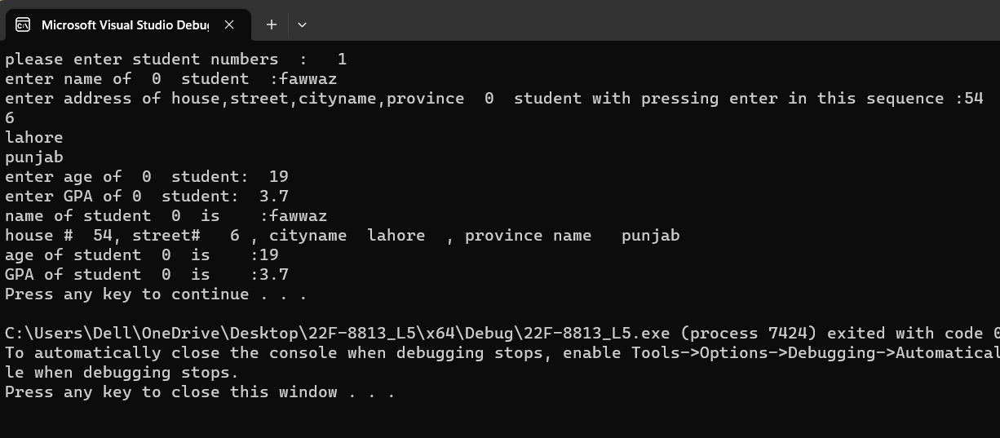 Microsoft Visual Studio Debu
please enter student numbers  :   1
enter name of  0  student  :fawwaz
enter address of house,street,cityname,province  0  student with pressing enter in this sequence :54
6
lahore
punjab
enter age of  0  student:  19
enter GPA of 0  student:  3.7
name of student  0  is    :fawwaz
house #  54, street#   6 , cityname  lahore  , province name   punjab
age of student  0  is    :19
GPA of student  0  is    :3.7
Press any key to continue . . .
C:\Users\Dell\OneDrive\Desktop\22F-8813_L5\x64\Debug\22F-8813_L5.exe (process 7424) exited with code 0
To automatically close the console when debugging stops, enable Tools->Options->Debugging->Automatical
le when debugging stops.
Press any key to close this window . . .